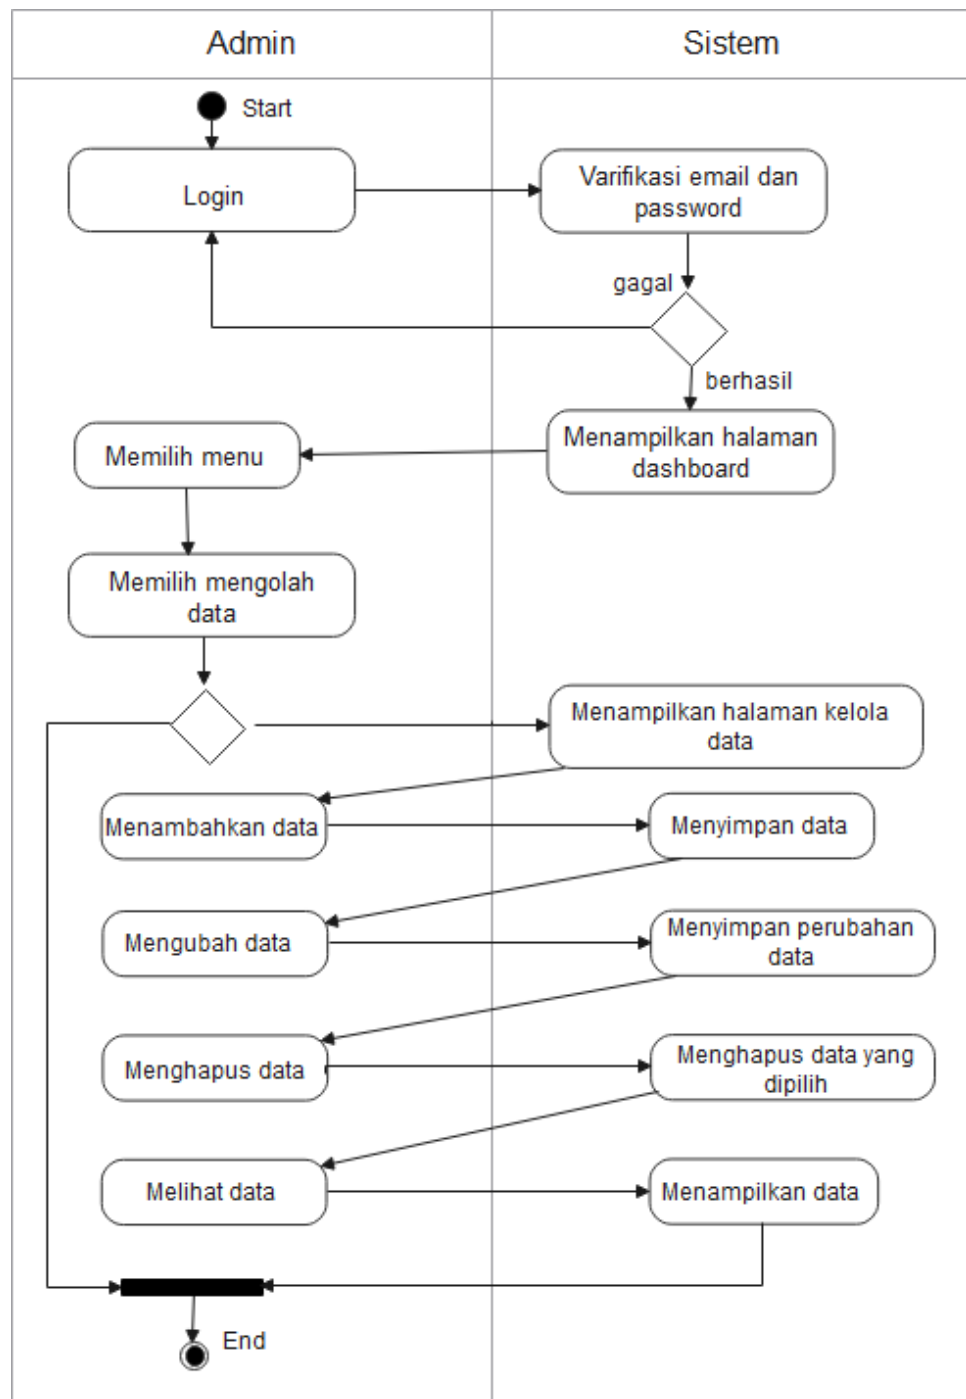 Admin
Sistem
Start
Login
Varifikasi email dan
password
gagal
berhasil
Menampilkan halaman
dashboard
Memilih menu
Memilih mengolah
data
Menampilkan halaman kelola
data
Menambahkan data
Menyimpan data
Mengubah data
Menyimpan perubahan
data
Menghapus data
Menghapus data yang
dipilih
Melihat data
Menampilkan data
End